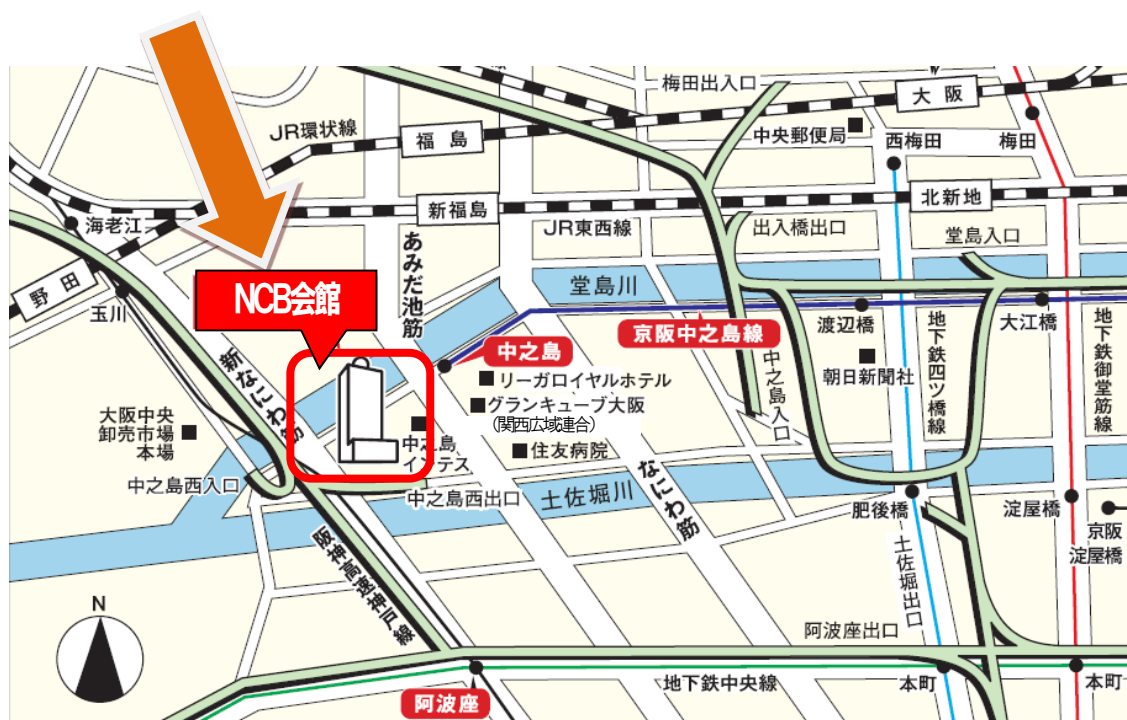 梅田出入口
大阪
JR環状線
福島
中央郵便局
西梅田
梅田
北新地
新福島
海老江
JR東西線
出入橋出口
堂島入口
あみだ池筋
野田
玉川
NCB会館
堂島川
京阪中之島線
渡辺橋
大江橋
中之島
リーガロイヤルホテル
グランキューブ大阪
(関西広域連合)
住友病院
中之島入口
朝日新聞社
地下鉄四ツ橋線
地下鉄御堂筋線
新なにわ筋
大阪中央
卸売市場
本場
中之島
インテス
中之島西入口
中之島西出口
土佐堀川
なにわ筋
肥後橋
淀屋橋
京阪
淀屋橋
阪神高速神戸線
土佐堀出口
N
阿波座出口
阿波座
地下鉄中央線
本町
本町